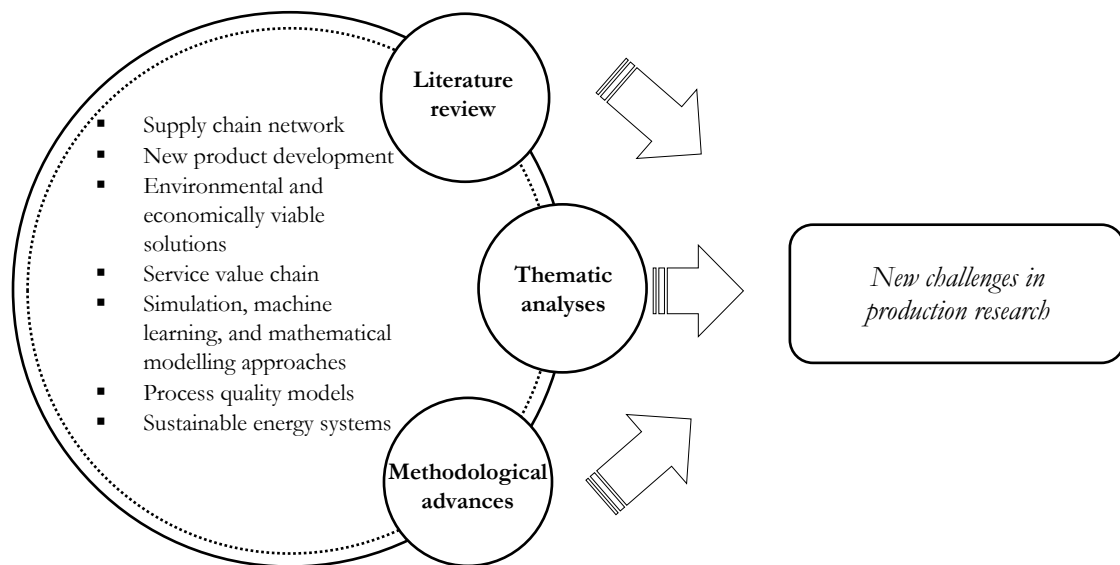 Literature
review
▪ Supply chain network
▪ New product development
▪ Environmental and
economically viable
solutions
▪ Service value chain
▪ Simulation, machine
learning, and mathematical
modelling approaches
▪ Process quality models
▪ Sustainable energy systems
Thematic
analyses
Methodological
advances
New challenges in
production research